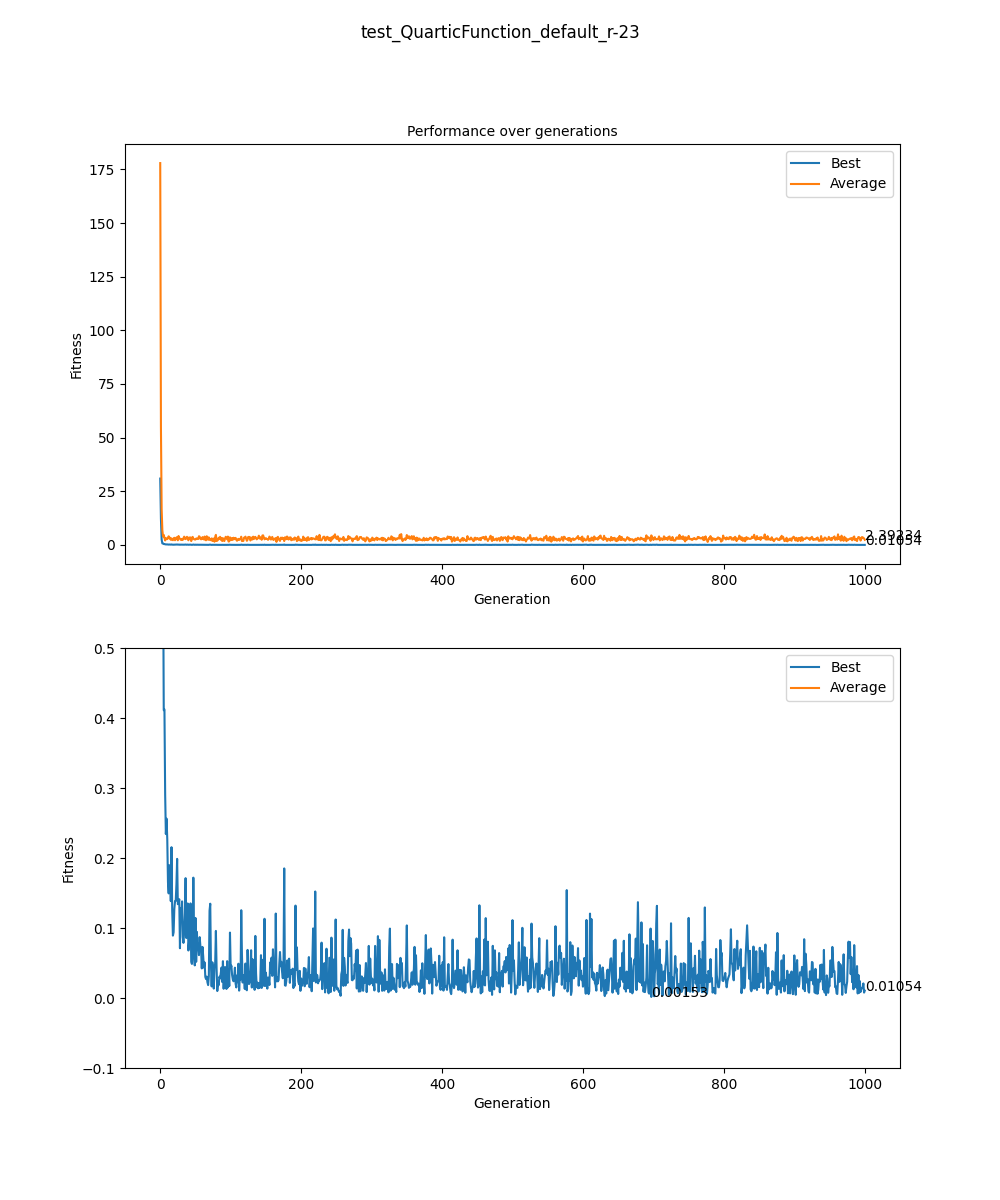 test_QuarticFunction_default_r-23
Performance over generations
Best
Average
175
150
125
100
75
50
25
0
Fitness
2.39234
0.01054
0 200 400 600 800 1000
Generation
Best
Average
0.5
0.4
0.3
0.2
0.1
0.0
−0.1
Fitness
0.00153
0.01054
0 200 400 600 800 1000
Generation